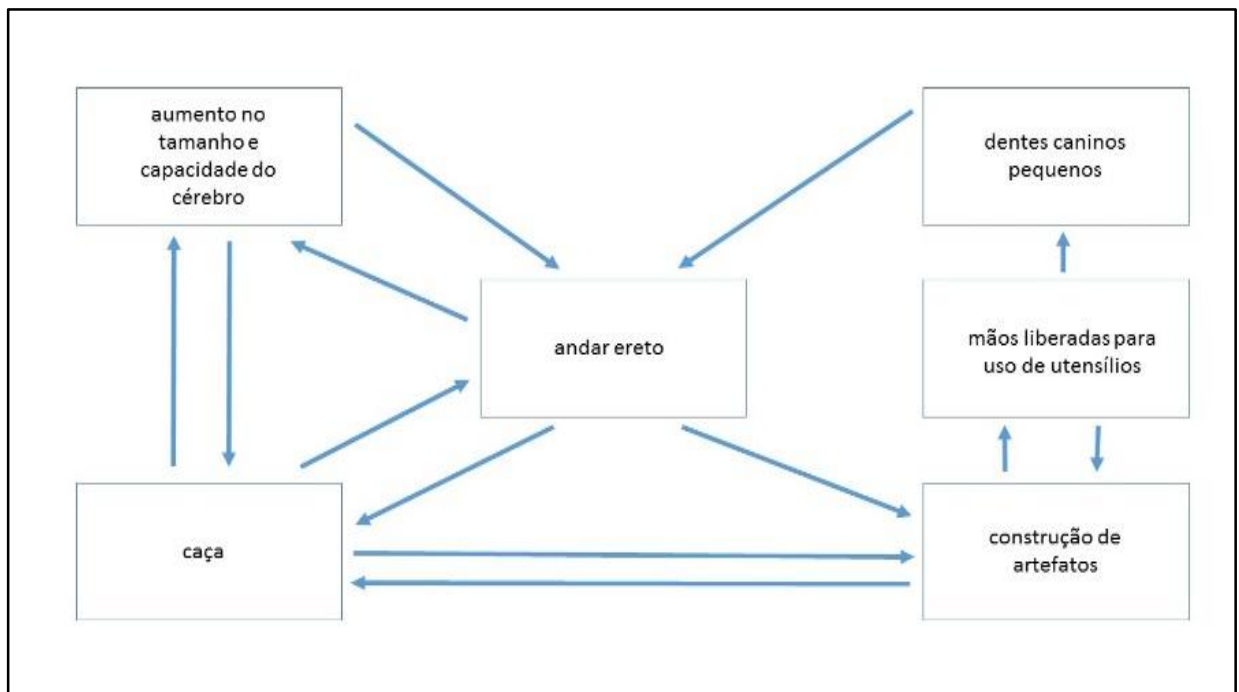 aumento no
tamanho e
capacidade do
cérebro
dentes caninos
pequenos
andar ereto
mãos liberadas para
uso de utensílios
caça
construção de
artefatos